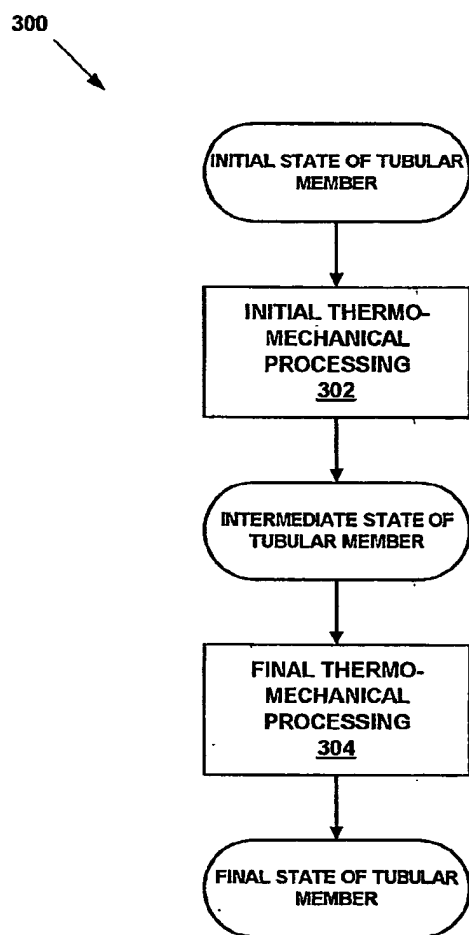 300
INITIAL STATE OF TUBULAR
MEMBER
INITIAL THERMO-
MECHANICAL
PROCESSING
302
INTERMEDIATE STATE OF
TUBULAR MEMBER
FINAL THERMO-
MECHANICAL
PROCESSING
304
FINAL STATE OF TUBULAR
MEMBER